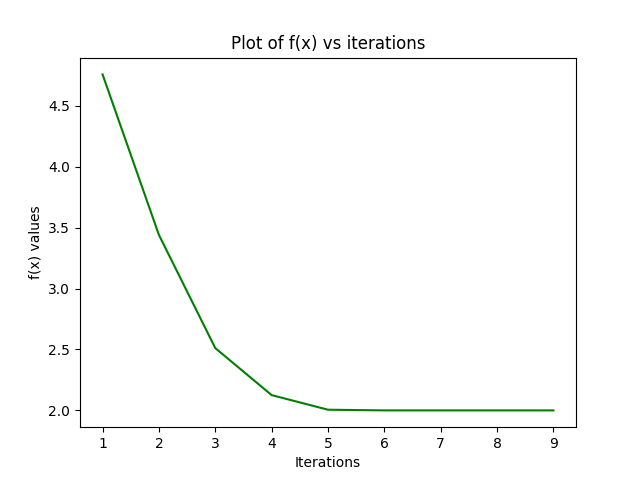 Plot of f(x) vs iterations
4.5
4.0
3.5
3.0
2.5
2.0
f(x) values
1 2 3 4 5 6 7 8 9
Iterations